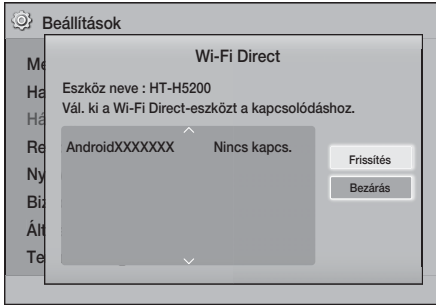 Beállítások
Wi-Fi Direct
Me
Eszköz neve : HT-H5200
Ha
Vál. ki a Wi-Fi Direct-eszközt a kapcsolódáshoz.
Há
Re
AndroidXXXXXXX Nincs kapcs.
Frissítés
Ny
Bezárás
Biz
Ált
Te